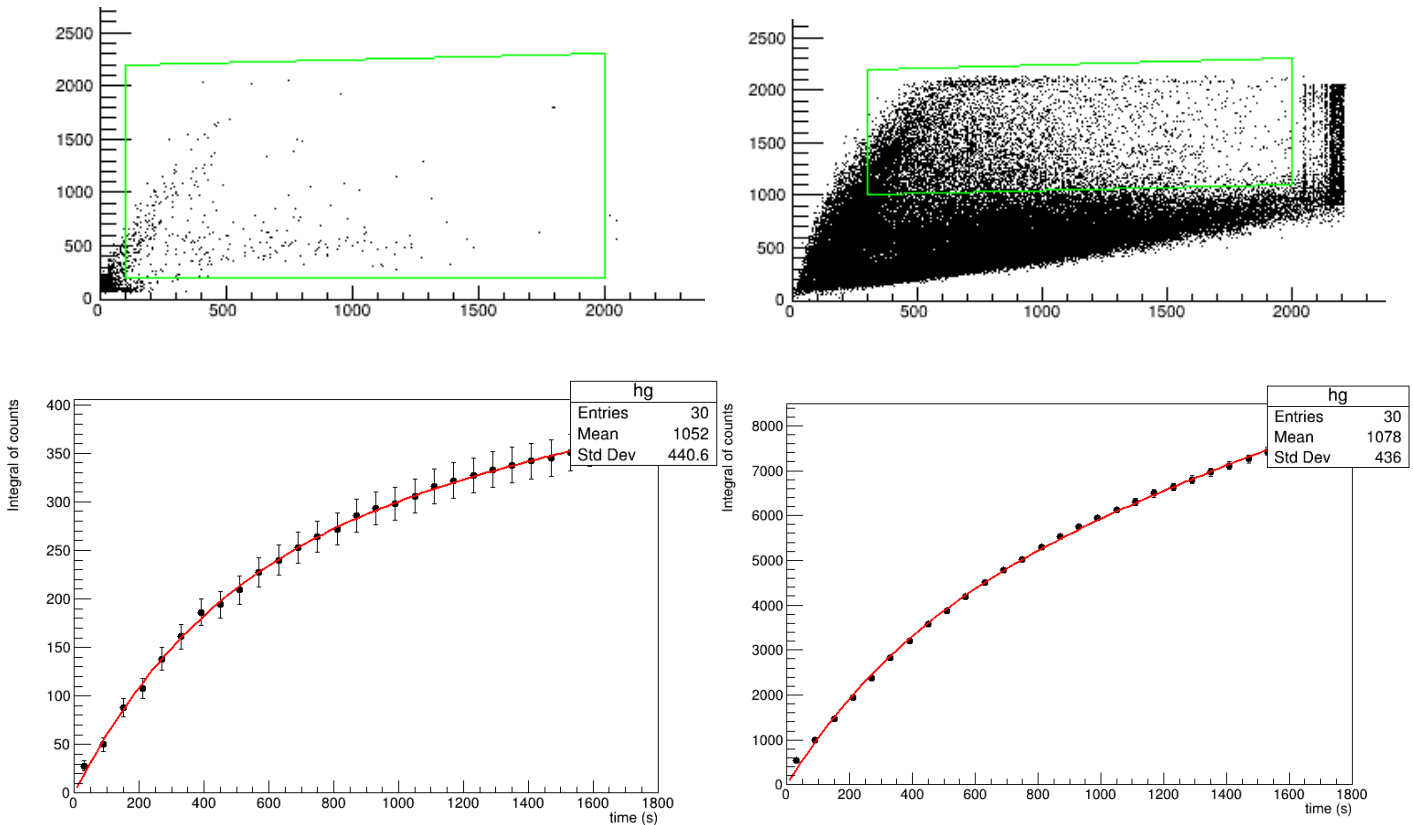 2500
2000
1500
1000
500
0
0 500 1000 1500 2000
2500
2000
1500
1000
500
0
0 500 1000 1500 2000
Integral of counts
400
350
300
250
200
150
100
50
0
0 200 400 600 800 1000 1200 1400 1600 1800
time (s)
hg
Entries 30
Mean 1052
Std Dev 440.6
Integral of counts
8000
7000
6000
5000
4000
3000
2000
1000
0
0 200 400 600 800 1000 1200 1400 1600 1800
time (s)
hg
Entries 30
Mean 1078
Std Dev 436